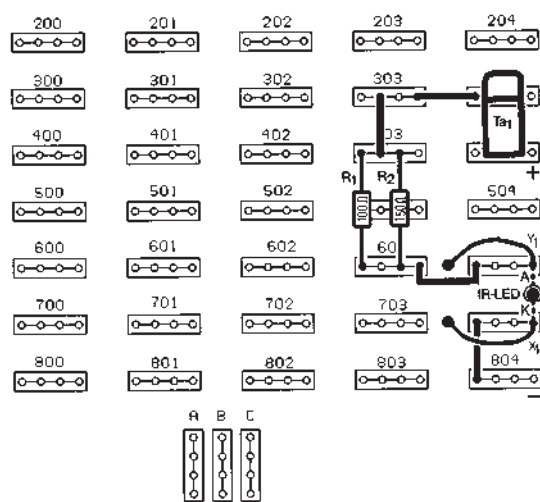 200 201 202 203 204
300 301 302 303
Ta1
400 401 402 03
+
R1 R2
500 501 502 100Ω 150Ω 504
Y1
600 601 602 60
A
IR-LED
700 701 702 703 K
X1
800 801 802 803 804
−
A B C